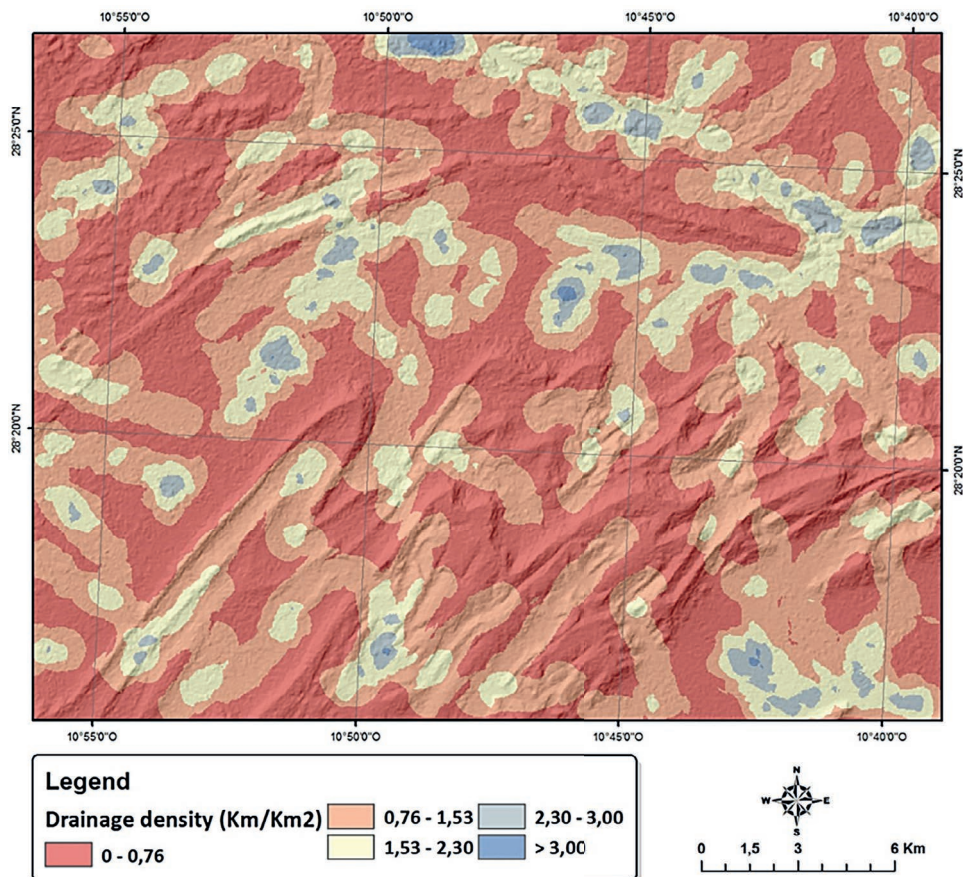 10°55'0"O 10°50'0"O 10°45'0"O 10°40'0"O
28°25'0"N
28°25'0"N
28°20'0"N
28°20'0"N
10°55'0"O 10°50'0"O 10°45'0"O 10°40'0"O
Legend
Drainage density (Km/Km2)
0 - 0,76
0,76 - 1,53
1,53 - 2,30
2,30 - 3,00
> 3,00
N
W E
S
0 1,5 3 6 Km